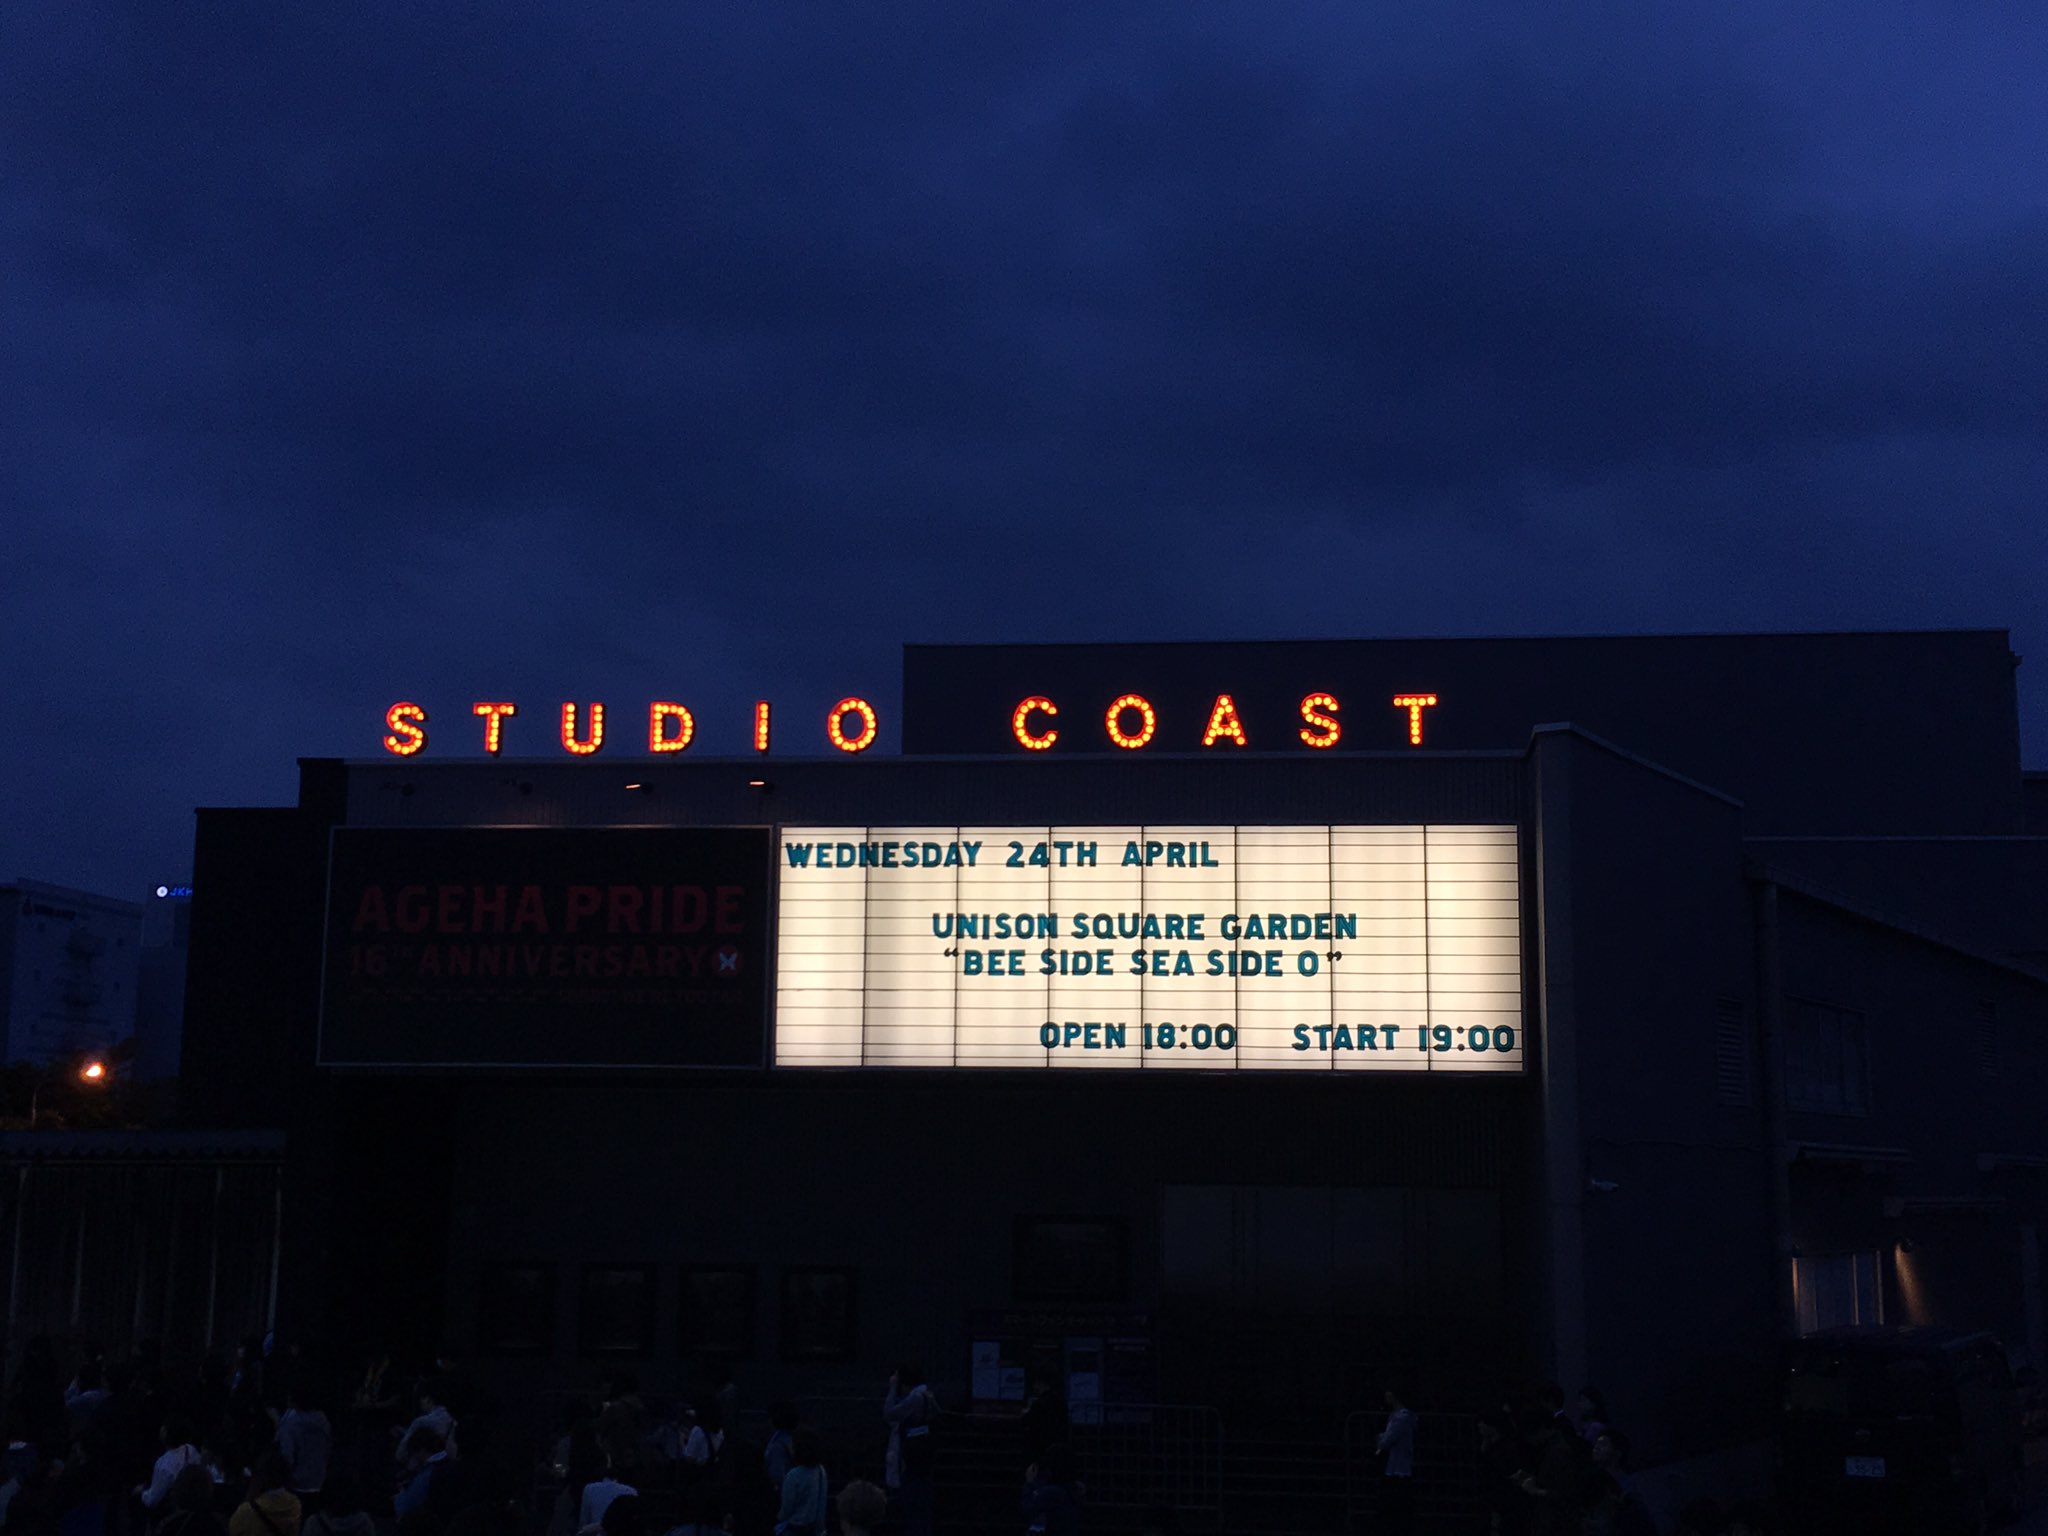 STUDIO COAST
AGEHA PRIDE
16TH ANNIVERSARY
WEDNESDAY 24TH APRIL
UNISON SQUARE GARDEN
“BEE SIDE SEA SIDE 0”
OPEN 18:00 START 19:00